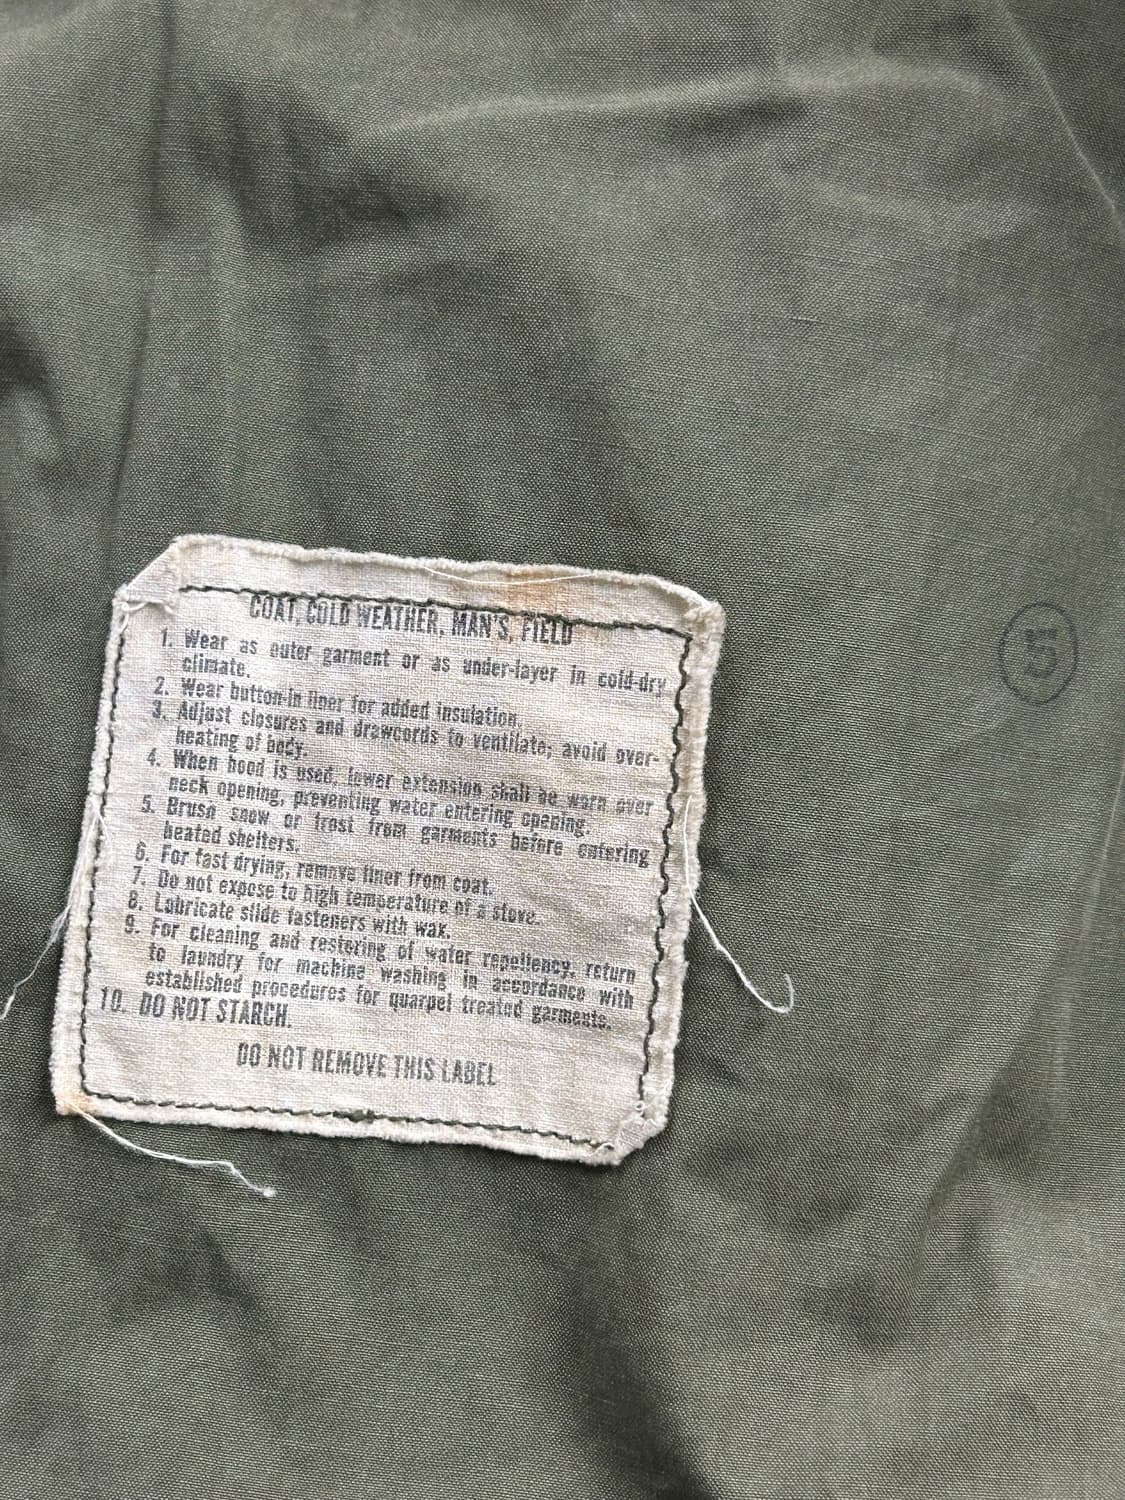 COAT, COLD WEATHER, MAN'S, FIELD
1. Wear as outer garment or as under-layer in cold-dry
climate.
2. Wear button-in liner for added insulation.
3. Adjust closures and drawcords to ventilate; avoid over-
heating of body.
4. When hood is used, lower extension shall be worn over
neck opening, preventing water entering opening.
5. Brush snow or frost from garments before entering
heated shelters.
6. For fast drying, remove liner from coat.
7. Do not expose to high temperature of a stove.
8. Lubricate slide fasteners with wax.
9. For cleaning and restoring of water repellency, return
to laundry for machine washing in accordance with
established procedures for quarpel treated garments.
10. DO NOT STARCH.
DO NOT REMOVE THIS LABEL
5